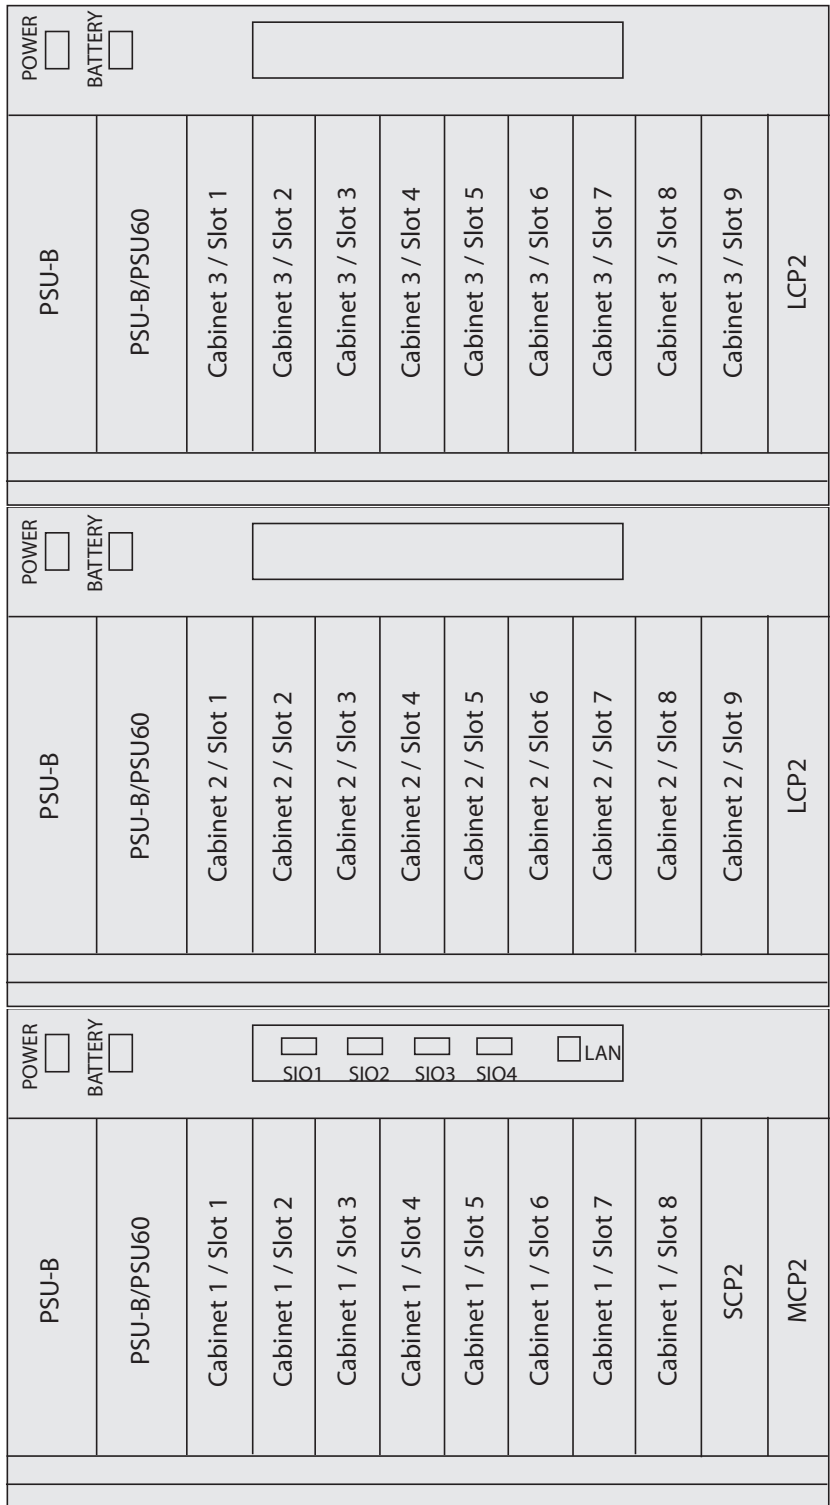 POWER
BATTERY
PSU-B
PSU-B/PSU60
Cabinet 3 / Slot 1
Cabinet 3 / Slot 2
Cabinet 3 / Slot 3
Cabinet 3 / Slot 4
Cabinet 3 / Slot 5
Cabinet 3 / Slot 6
Cabinet 3 / Slot 7
Cabinet 3 / Slot 8
Cabinet 3 / Slot 9
LCP2
POWER
BATTERY
PSU-B
PSU-B/PSU60
Cabinet 2 / Slot 1
Cabinet 2 / Slot 2
Cabinet 2 / Slot 3
Cabinet 2 / Slot 4
Cabinet 2 / Slot 5
Cabinet 2 / Slot 6
Cabinet 2 / Slot 7
Cabinet 2 / Slot 8
Cabinet 2 / Slot 9
LCP2
POWER
BATTERY
SIO1
SIO2
SIO3
SIO4
LAN
PSU-B
PSU-B/PSU60
Cabinet 1 / Slot 1
Cabinet 1 / Slot 2
Cabinet 1 / Slot 3
Cabinet 1 / Slot 4
Cabinet 1 / Slot 5
Cabinet 1 / Slot 6
Cabinet 1 / Slot 7
Cabinet 1 / Slot 8
SCP2
MCP2